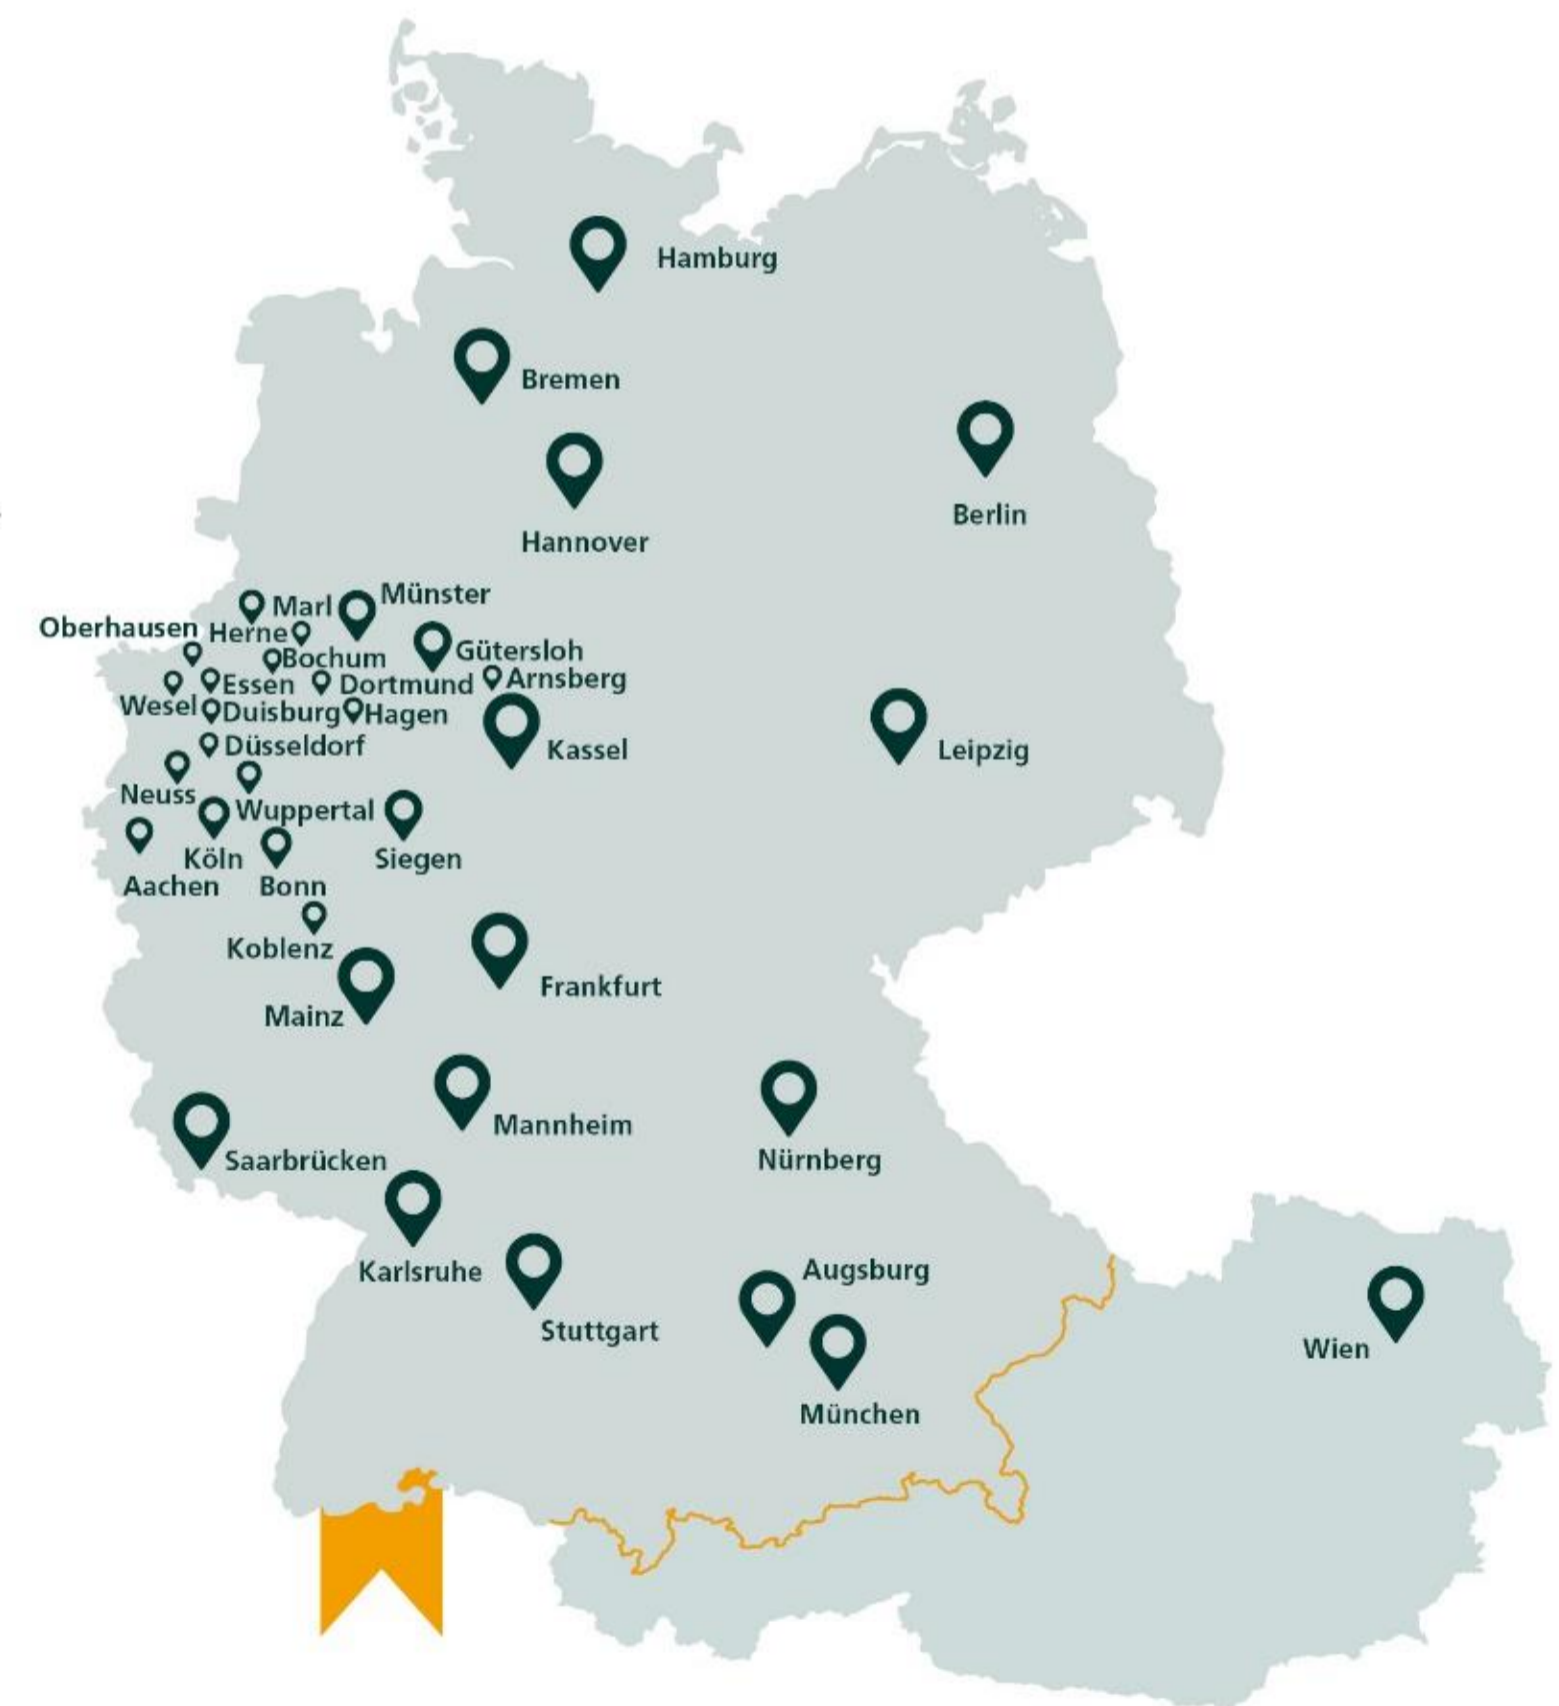 Hamburg
Bremen
Berlin
Hannover
Münster
Marl
Oberhausen
Herne
Gütersloh
Bochum
Arnsberg
Essen
Dortmund
Wesel
Duisburg
Hagen
Düsseldorf
Kassel
Leipzig
Neuss
Wuppertal
Köln
Siegen
Aachen
Bonn
Koblenz
Frankfurt
Mainz
Mannheim
Nürnberg
Saarbrücken
Augsburg
Karlsruhe
Stuttgart
Wien
München